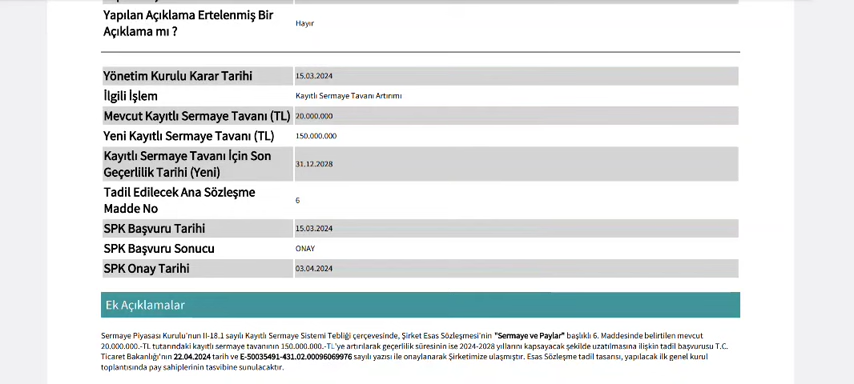 Yapılan Açıklama Ertelenmiş Bir
Açıklama mı ?
Hayır
Yönetim Kurulu Karar Tarihi 15.03.2024
İlgili İşlem Kayıtlı Sermaye Tavanı Artırımı
Mevcut Kayıtlı Sermaye Tavanı (TL) 20.000.000
Yeni Kayıtlı Sermaye Tavanı (TL) 150.000.000
Kayıtlı Sermaye Tavanı İçin Son
Geçerlilik Tarihi (Yeni)
31.12.2028
Tadil Edilecek Ana Sözleşme
Madde No
6
SPK Başvuru Tarihi 15.03.2024
SPK Başvuru Sonucu ONAY
SPK Onay Tarihi 03.04.2024
Ek Açıklamalar
Sermaye Piyasası Kurulu'nun II-18.1 sayılı Kayıtlı Sermaye Sistemi Tebliği çerçevesinde, Şirket Esas Sözleşmesi'nin "Sermaye ve Paylar" başlıklı 6. Maddesinde belirtilen mevcut
20.000.000.-TL tutarındaki kayıtlı sermaye tavanının 150.000.000.-TL'ye artırılarak geçerlilik süresinin ise 2024-2028 yıllarını kapsayacak şekilde uzatılmasına ilişkin tadil başvurusu T.C.
Ticaret Bakanlığı'nın 22.04.2024 tarih ve E-50035491-431.02.00096069976 sayılı yazısı ile onaylanarak Şirketimize ulaşmıştır. Esas Sözleşme tadil tasarısı, yapılacak ilk genel kurul
toplantısında pay sahiplerinin tasvibine sunulacaktır.